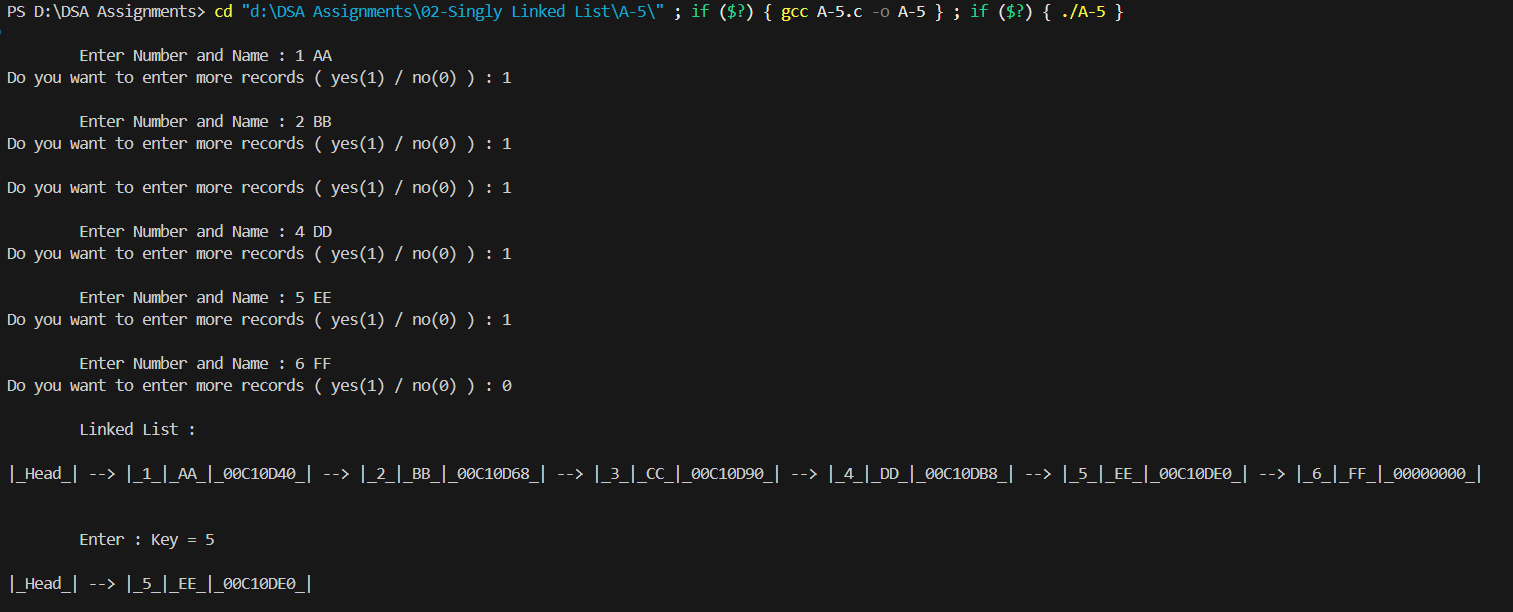 PS D:\DSA Assignments> cd "d:\DSA Assignments\02-Singly Linked List\A-5\" ; if ($?) { gcc A-5.c -o A-5 } ; if ($?) { ./A-5 }
Enter Number and Name : 1 AA
Do you want to enter more records ( yes(1) / no(0) ) : 1
Enter Number and Name : 2 BB
Do you want to enter more records ( yes(1) / no(0) ) : 1
Do you want to enter more records ( yes(1) / no(0) ) : 1
Enter Number and Name : 4 DD
Do you want to enter more records ( yes(1) / no(0) ) : 1
Enter Number and Name : 5 EE
Do you want to enter more records ( yes(1) / no(0) ) : 1
Enter Number and Name : 6 FF
Do you want to enter more records ( yes(1) / no(0) ) : 0
Linked List :
|_Head_| --> |_1_|_AA_|_00C10D40_| --> |_2_|_BB_|_00C10D68_| --> |_3_|_CC_|_00C10D90_| --> |_4_|_DD_|_00C10DB8_| --> |_5_|_EE_|_00C10DE0_| --> |_6_|_FF_|_00000000_|
Enter : Key = 5
|_Head_| --> |_5_|_EE_|_00C10DE0_|